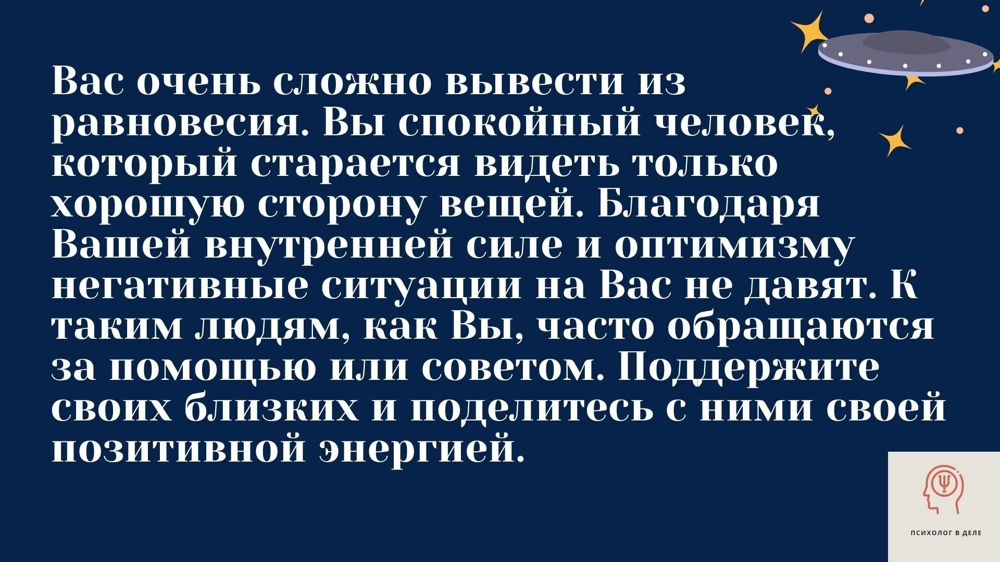 Вас очень сложно вывести из
равновесия. Вы спокойный человек,
который старается видеть только
хорошую сторону вещей. Благодаря
Вашей внутренней силе и оптимизму
негативные ситуации на Вас не давят. К
таким людям, как Вы, часто обращаются
за помощью или советом. Поддержите
своих близких и поделитесь с ними своей
позитивной энергией.
Ψ
ПСИХОЛОГ В ДЕЛЕ